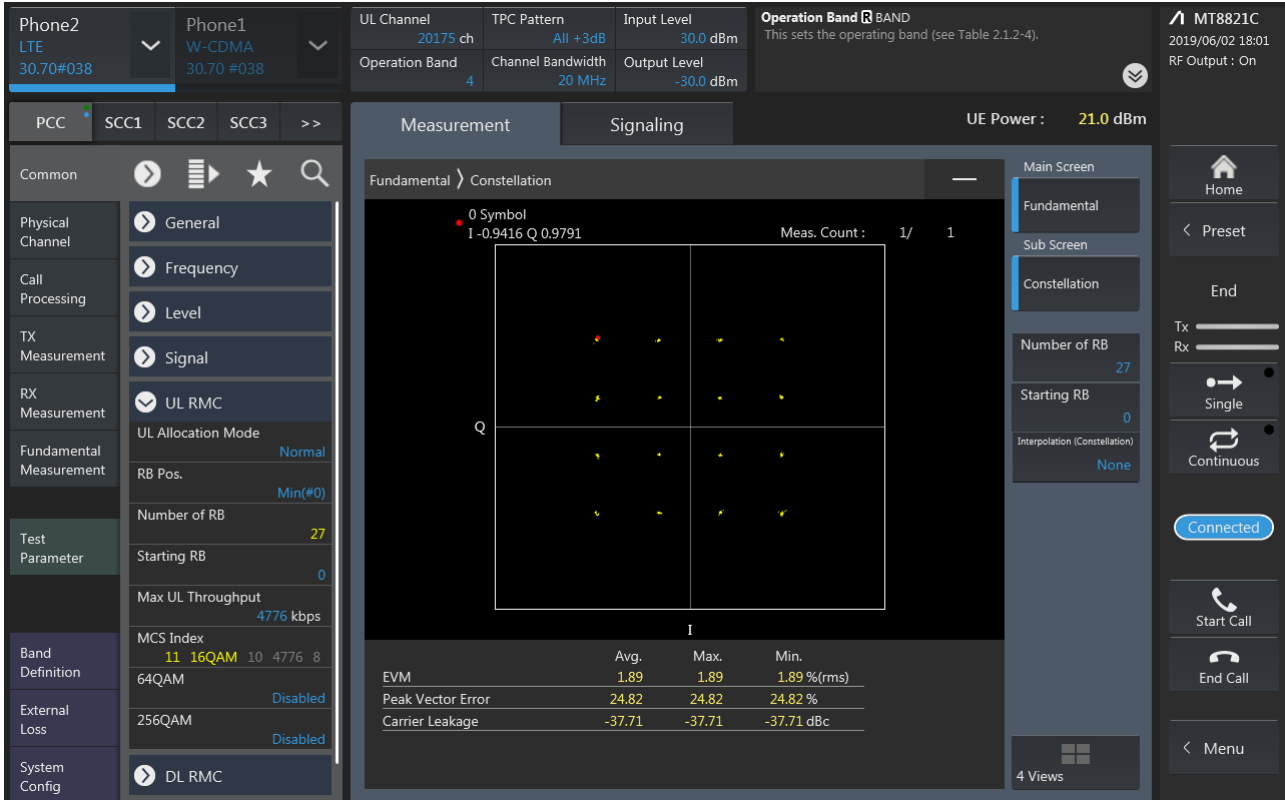 Phone2
LTE
30.70#038
Phone1
W-CDMA
30.70 #038
UL Channel
20175 ch
TPC Pattern
All +3dB
Input Level
30.0 dBm
Operation Band
4
Channel Bandwidth
20 MHz
Output Level
-30.0 dBm
Operation Band R BAND
This sets the operating band (see Table 2.1.2-4).
MT8821C
2019/06/02 18:01
RF Output : On
PCC SCC1 SCC2 SCC3 >>
Measurement Signaling
UE Power : 21.0 dBm
Common
Physical
Channel
Call
Processing
TX
Measurement
RX
Measurement
Fundamental
Measurement
Test
Parameter
Band
Definition
External
Loss
System
Config
General
Frequency
Level
Signal
UL RMC
UL Allocation Mode
Normal
RB Pos.
Min(#0)
Number of RB
27
Starting RB
0
Max UL Throughput
4776 kbps
MCS Index
11 16QAM 10 4776 8
64QAM
Disabled
256QAM
Disabled
DL RMC
Fundamental 〉 Constellation
0 Symbol
I -0.9416 Q 0.9791
Meas. Count : 1/ 1
Q
I
Avg. Max. Min.
EVM 1.89 1.89 1.89 %(rms)
Peak Vector Error 24.82 24.82 24.82 %
Carrier Leakage -37.71 -37.71 -37.71 dBc
Main Screen
Fundamental
Sub Screen
Constellation
Number of RB
27
Starting RB
0
Interpolation (Constellation)
None
4 Views
Home
< Preset
End
Tx
Rx
Single
Continuous
Connected
Start Call
End Call
< Menu